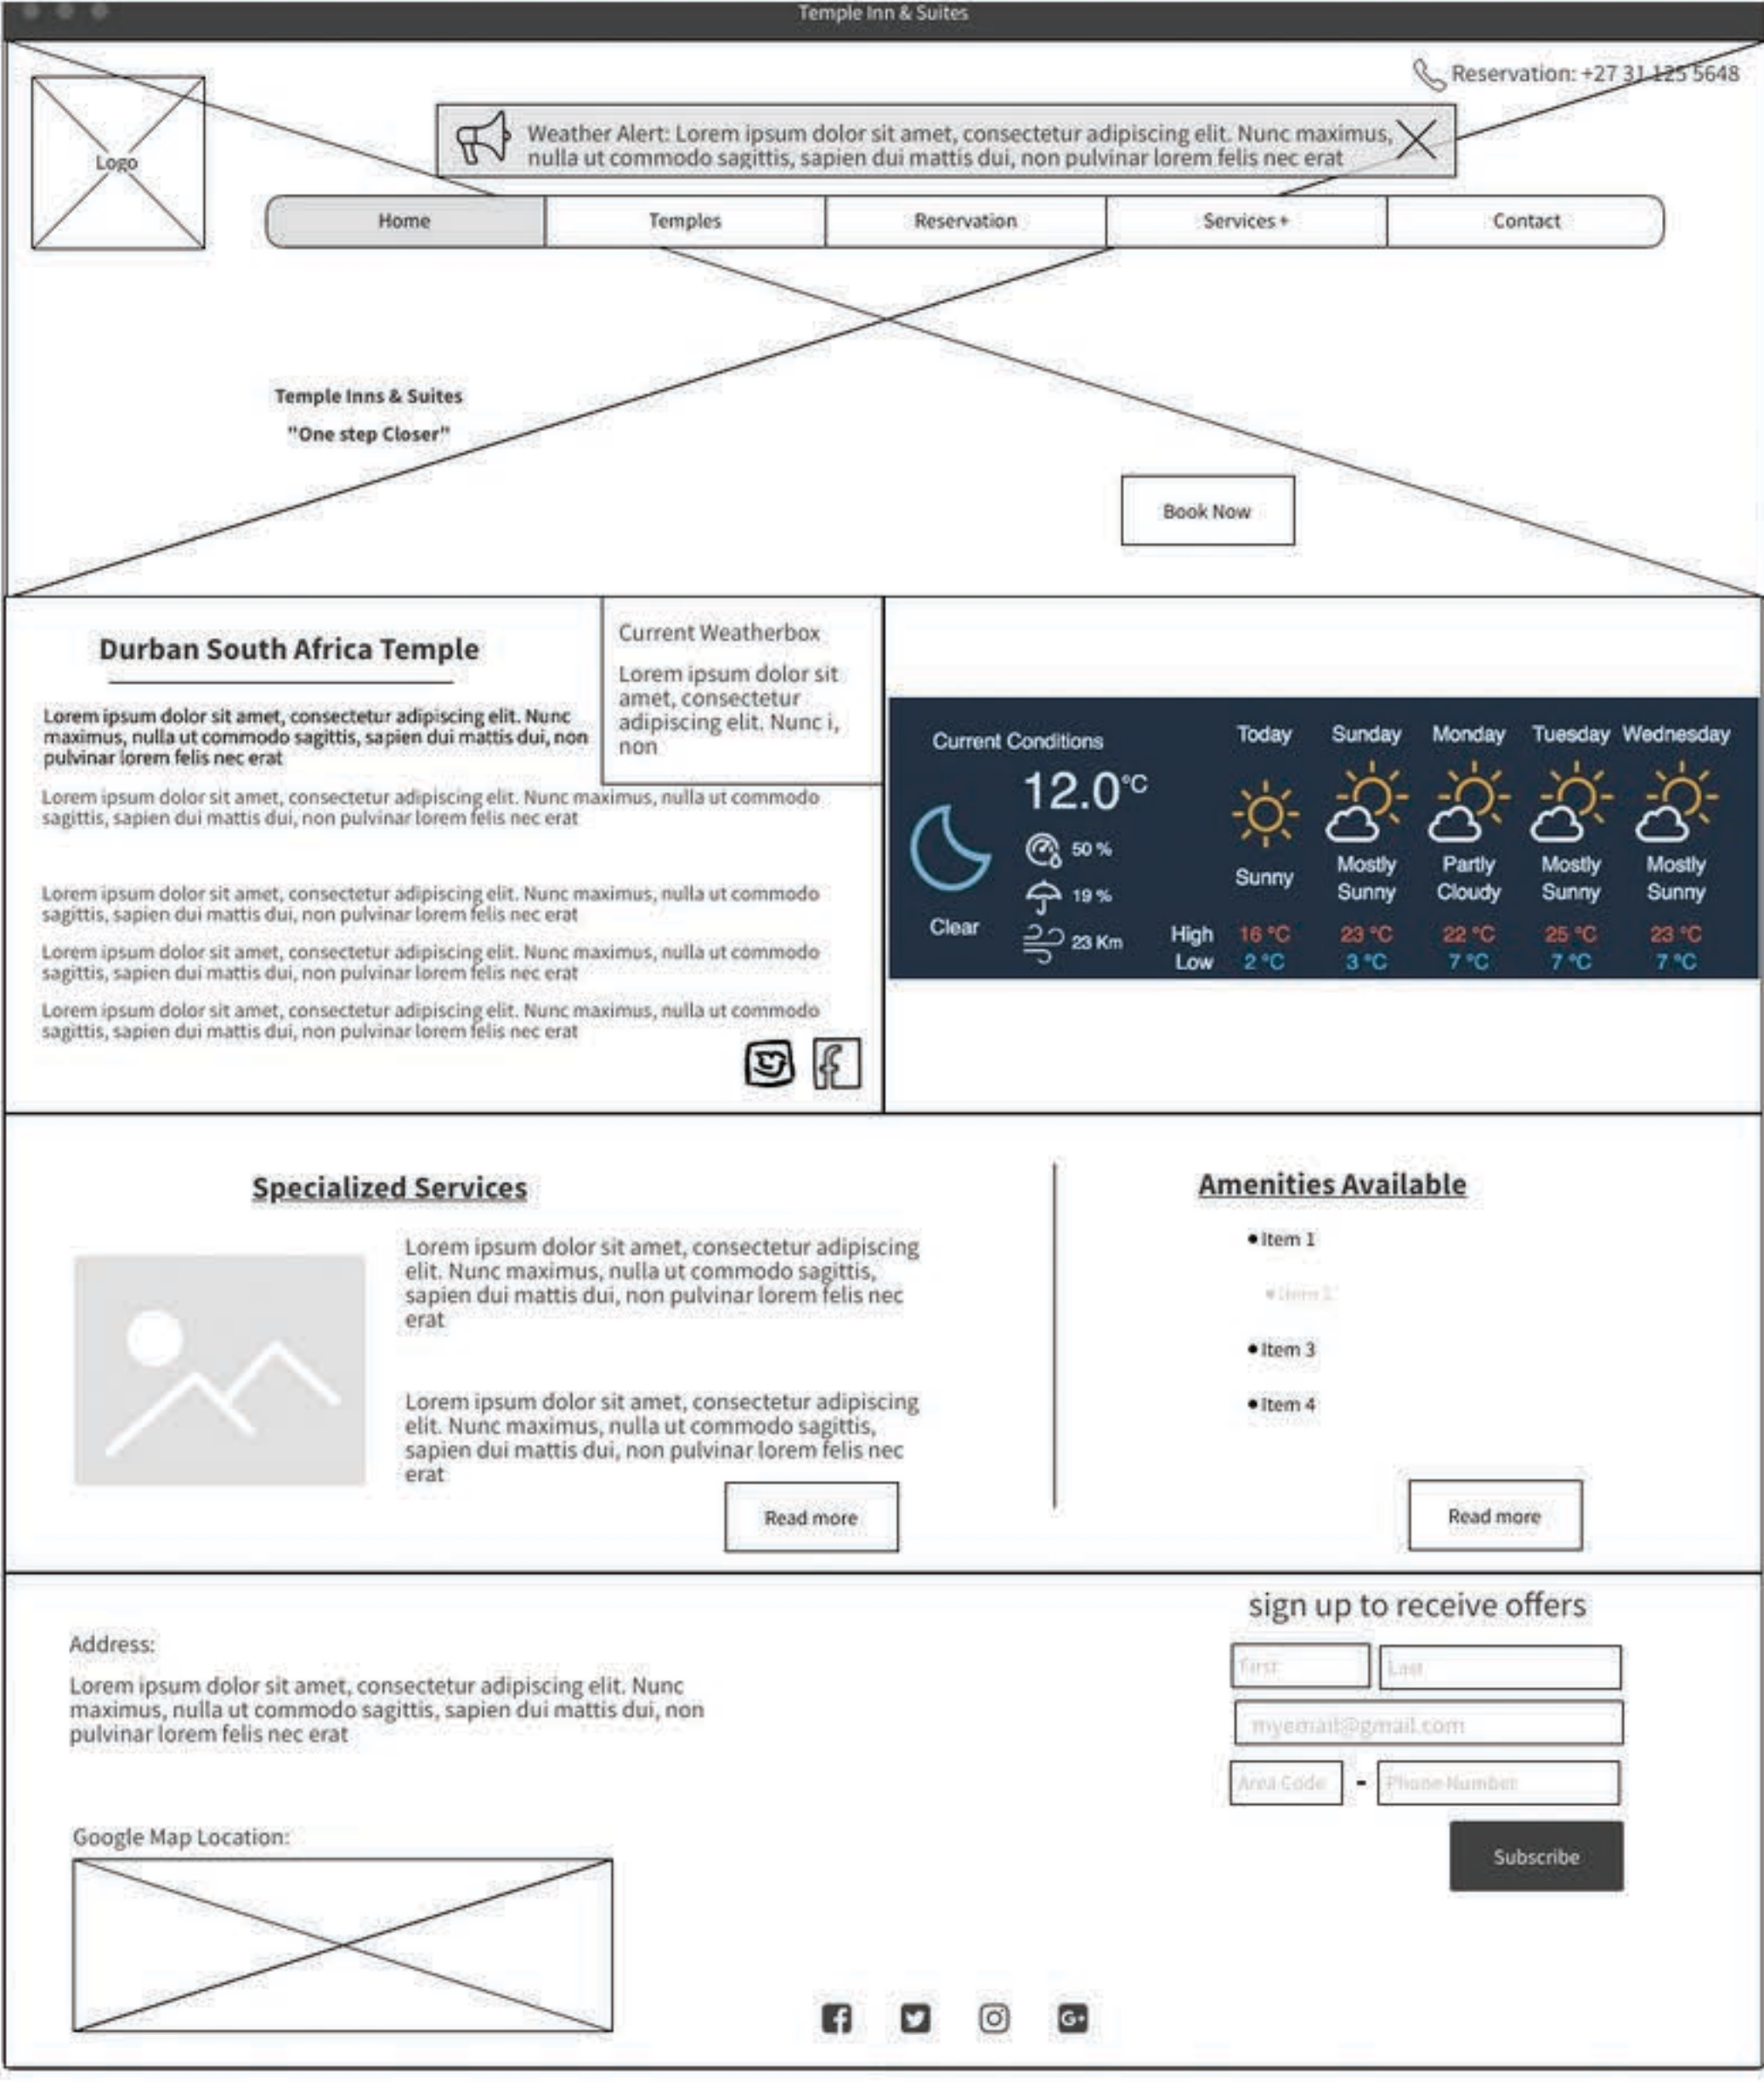 Temple Inn & Suites
Reservation: +27 31 125 5648
Logo
Weather Alert: Lorem ipsum dolor sit amet, consectetur adipiscing elit. Nunc maximus,
nulla ut commodo sagittis, sapien dui mattis dui, non pulvinar lorem felis nec erat
Home
Temples
Reservation
Services +
Contact
Temple Inns & Suites
"One step Closer"
Book Now
Durban South Africa Temple
Lorem ipsum dolor sit amet, consectetur adipiscing elit. Nunc
maximus, nulla ut commodo sagittis, sapien dui mattis dui, non
pulvinar lorem felis nec erat
Current Weatherbox
Lorem ipsum dolor sit
amet, consectetur
adipiscing elit. Nunc i,
non
Lorem ipsum dolor sit amet, consectetur adipiscing elit. Nunc maximus, nulla ut commodo
sagittis, sapien dui mattis dui, non pulvinar lorem felis nec erat
Lorem ipsum dolor sit amet, consectetur adipiscing elit. Nunc maximus, nulla ut commodo
sagittis, sapien dui mattis dui, non pulvinar lorem felis nec erat
Lorem ipsum dolor sit amet, consectetur adipiscing elit. Nunc maximus, nulla ut commodo
sagittis, sapien dui mattis dui, non pulvinar lorem felis nec erat
Lorem ipsum dolor sit amet, consectetur adipiscing elit. Nunc maximus, nulla ut commodo
sagittis, sapien dui mattis dui, non pulvinar lorem felis nec erat
Current Conditions
12.0°C
50 %
19 %
23 Km
Clear
Today Sunday Monday Tuesday Wednesday
Sunny
Mostly Sunny
Partly Cloudy
Mostly Sunny
Mostly Sunny
High 16 °C 23 °C 22 °C 25 °C 23 °C
Low 2 °C 3 °C 7 °C 7 °C 7 °C
Specialized Services
Lorem ipsum dolor sit amet, consectetur adipiscing
elit. Nunc maximus, nulla ut commodo sagittis,
sapien dui mattis dui, non pulvinar lorem felis nec
erat
Lorem ipsum dolor sit amet, consectetur adipiscing
elit. Nunc maximus, nulla ut commodo sagittis,
sapien dui mattis dui, non pulvinar lorem felis nec
erat
Read more
Amenities Available
• Item 1
• Item 2
• Item 3
• Item 4
Read more
Address:
Lorem ipsum dolor sit amet, consectetur adipiscing elit. Nunc
maximus, nulla ut commodo sagittis, sapien dui mattis dui, non
pulvinar lorem felis nec erat
Google Map Location:
sign up to receive offers
First
Last
myemail@gmail.com
Area Code - Phone Number
Subscribe